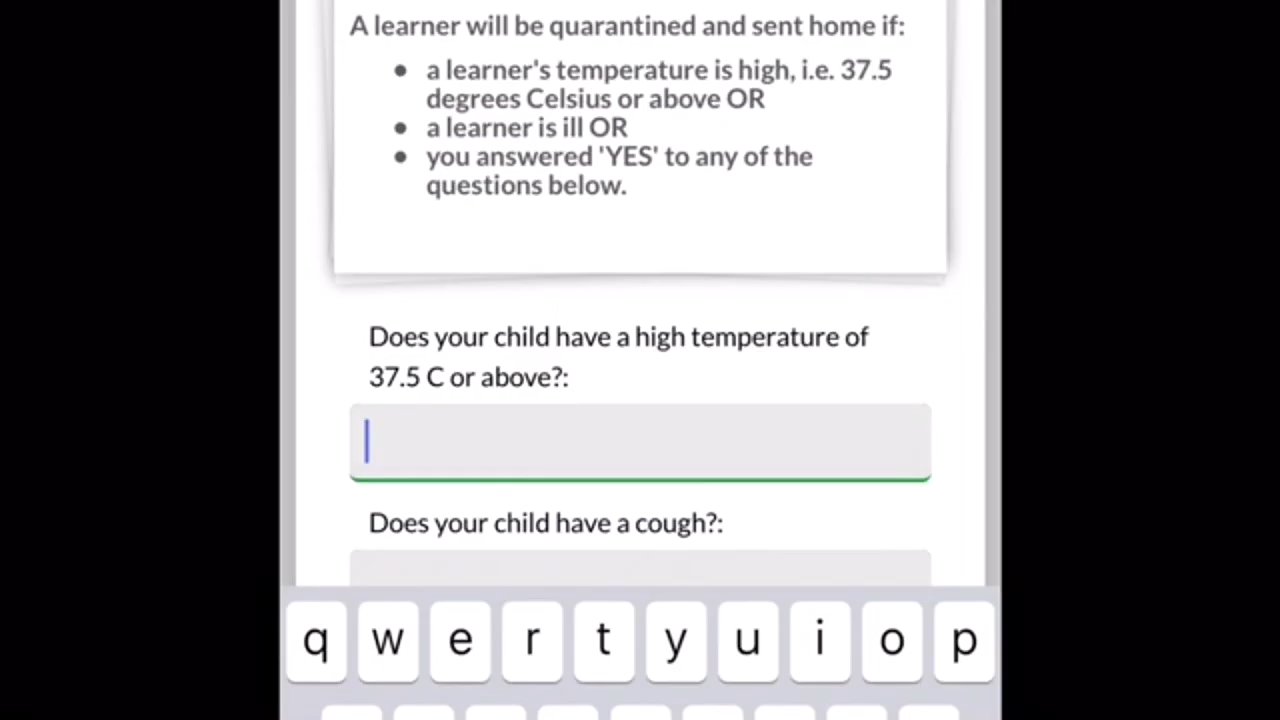 A learner will be quarantined and sent home if:
• a learner's temperature is high, i.e. 37.5
degrees Celsius or above OR
• a learner is ill OR
• you answered 'YES' to any of the
questions below.
Does your child have a high temperature of
37.5 C or above?:
Does your child have a cough?:
q w e r t y u i o p